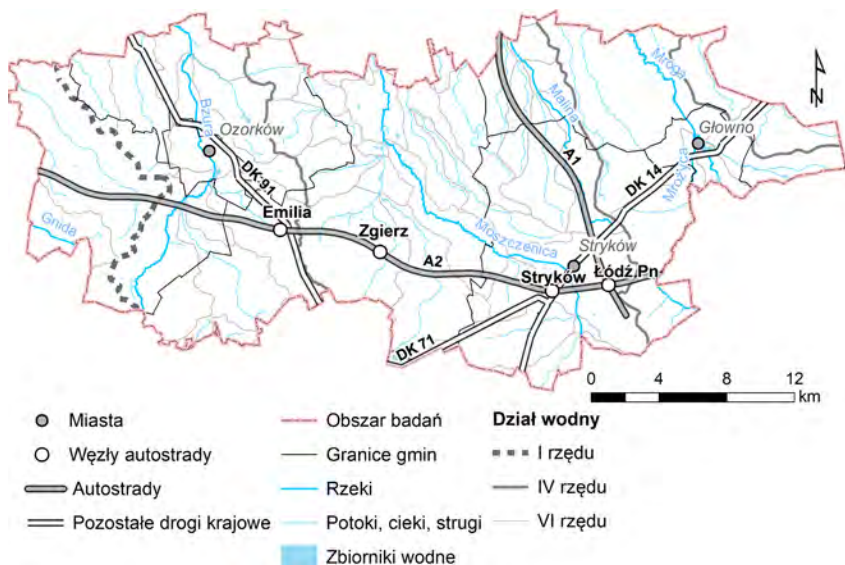 Mroga
N
Malina
Bzura
Ozorków
Głowno
A1
DK 14
Mrożyca
DK 91
Gnida
Emilia
Zgierz
Moszczenica
Stryków
A2
Stryków
Łódź Pn
DK 71
0 4 8 12
km
Miasta
Węzły autostrady
Autostrady
Pozostałe drogi krajowe
Obszar badań
Granice gmin
Rzeki
Potoki, cieki, strugi
Zbiorniki wodne
Dział wodny
I rzędu
IV rzędu
VI rzędu